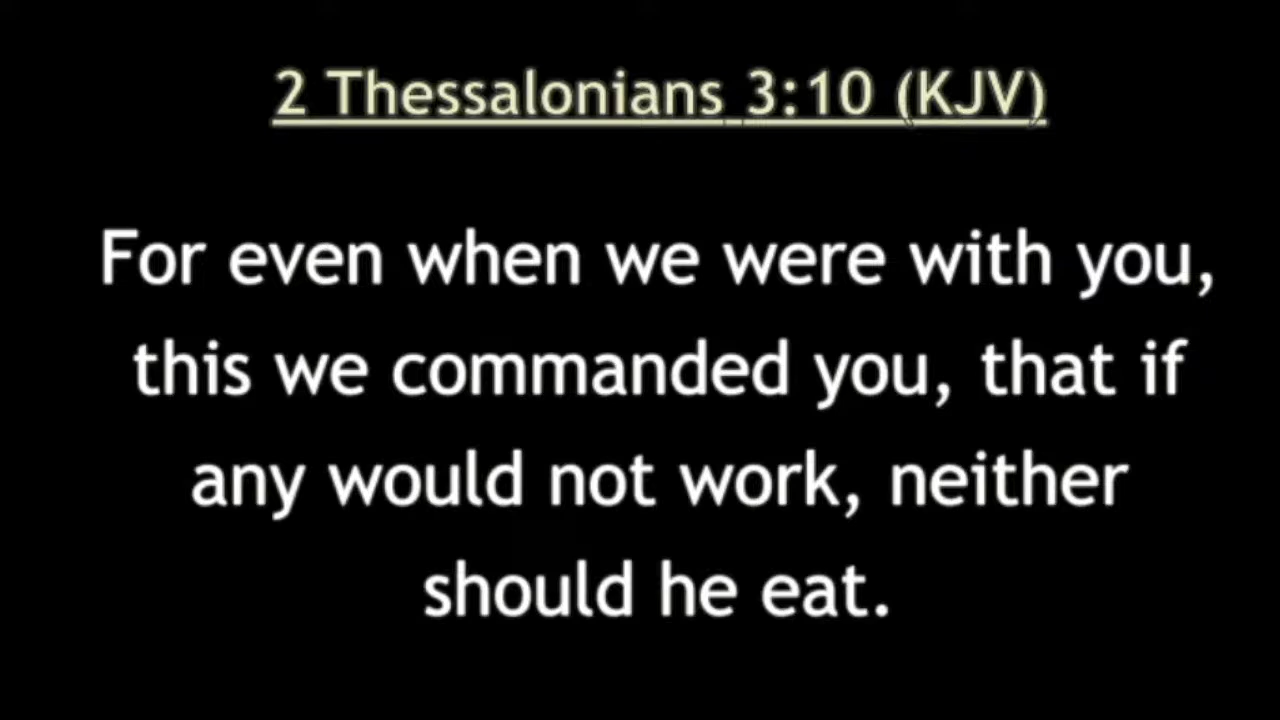 2 Thessalonians 3:10 (KJV)
For even when we were with you,
this we commanded you, that if
any would not work, neither
should he eat.